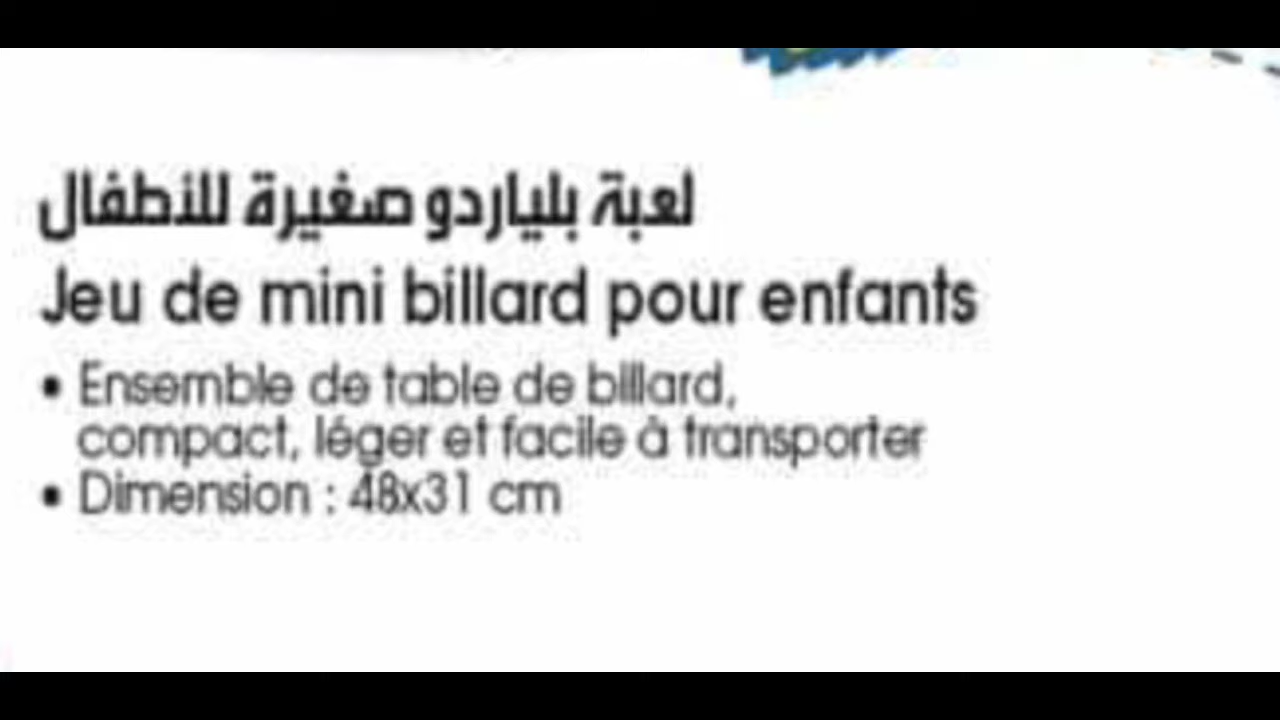 لعبة بلياردو صغيرة للأطفال
Jeu de mini billard pour enfants
• Ensemble de table de billard,
compact, léger et facile à transporter
• Dimension : 48x31 cm